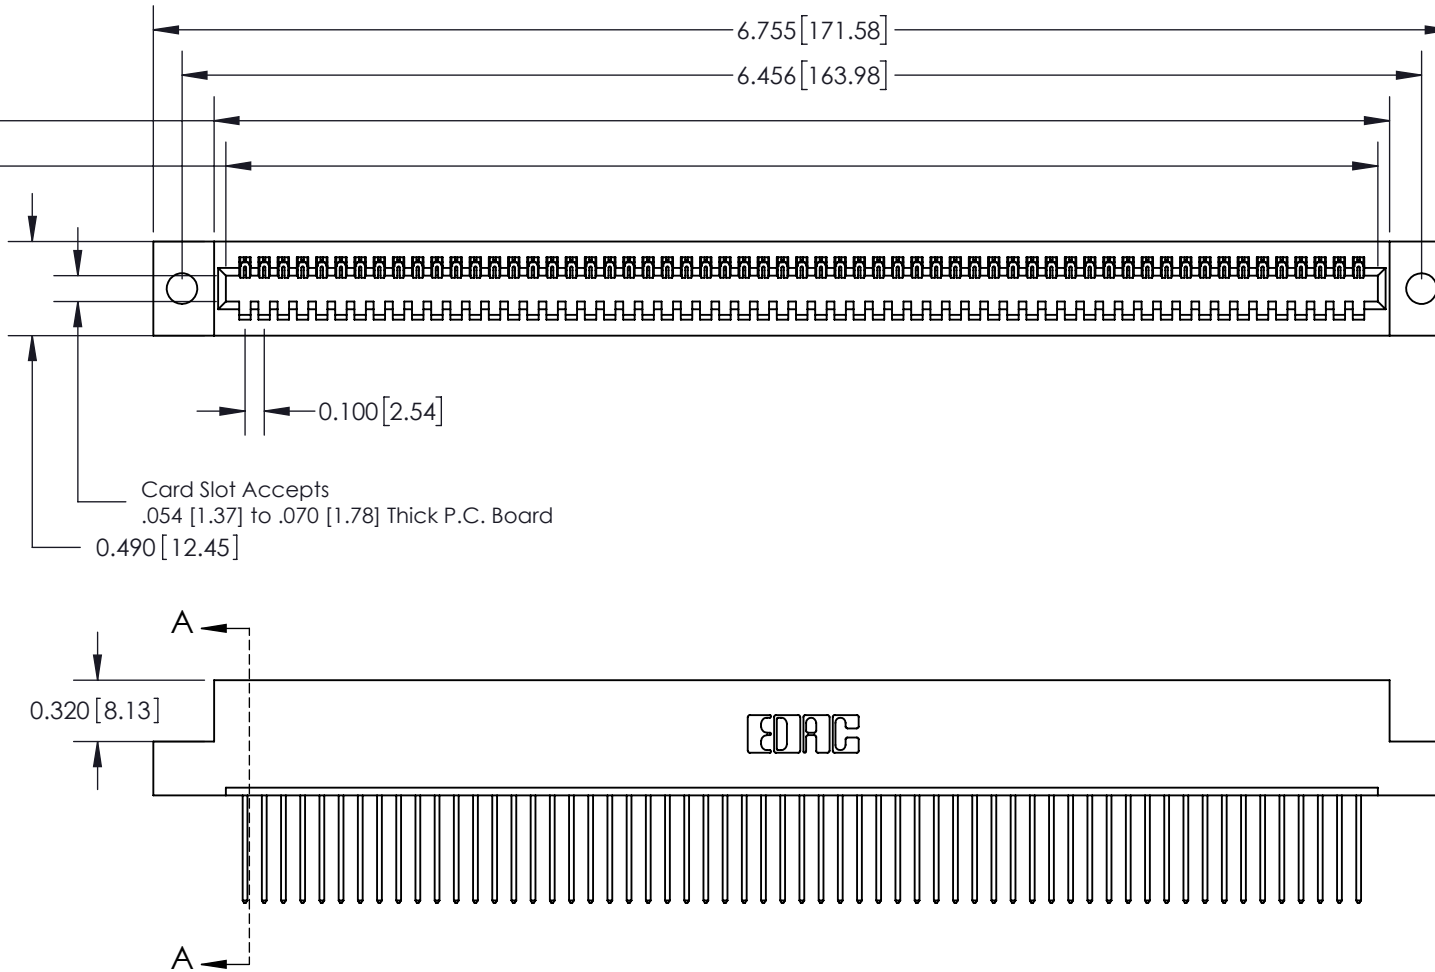 6.755[171.58]
6.456[163.98]
0.100[2.54]
Card Slot Accepts
.054 [1.37] to .070 [1.78] Thick P.C. Board
0.490[12.45]
A
0.320[8.13]
EDAC
A